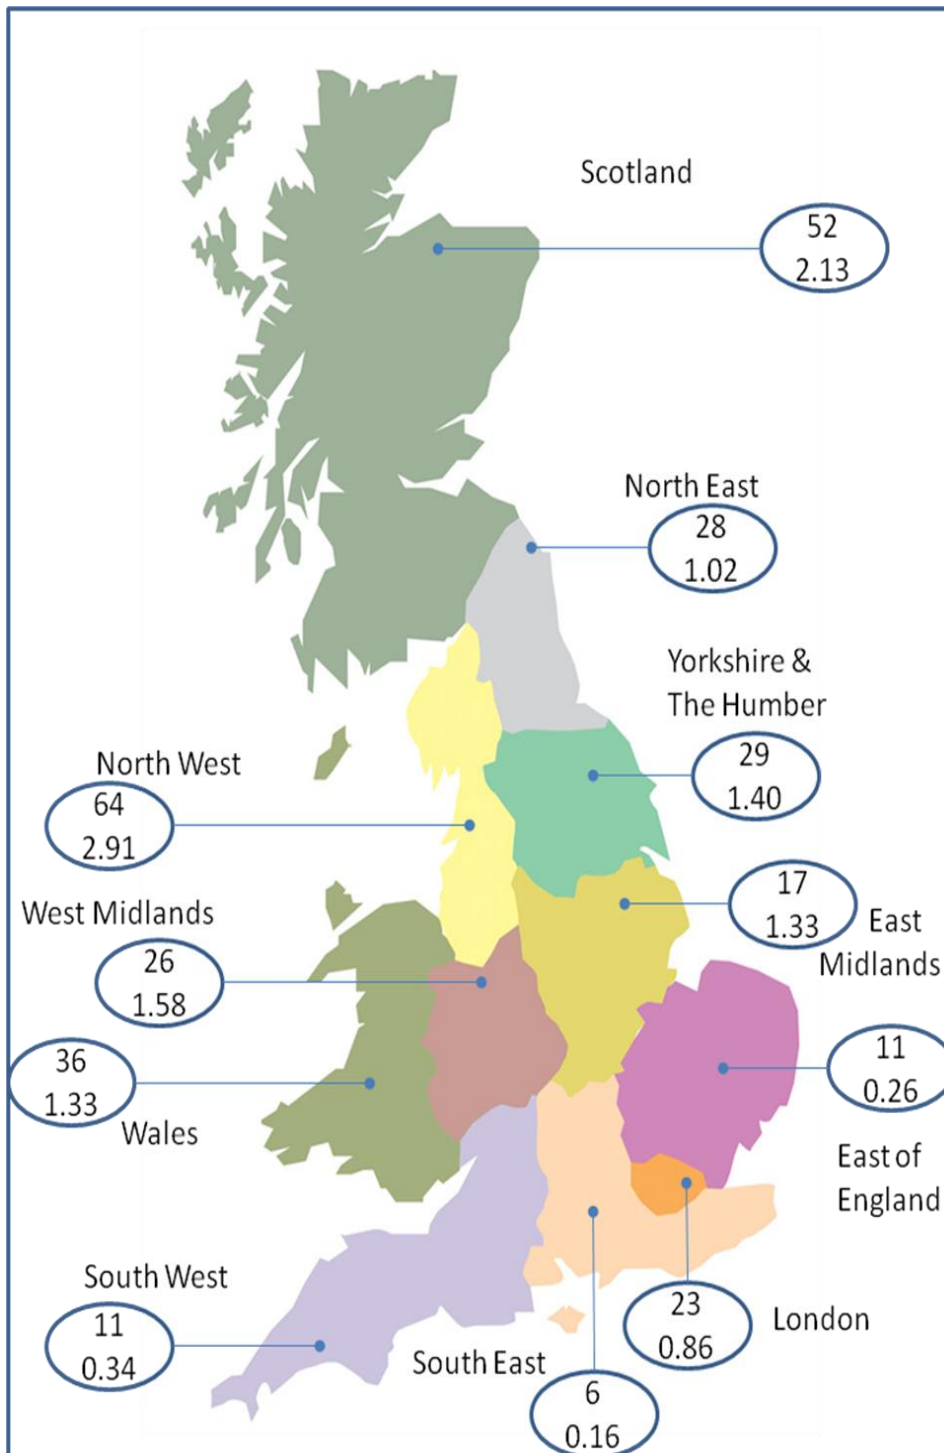 Scotland
52
2.13
North East
28
1.02
Yorkshire &
The Humber
29
1.40
North West
64
2.91
17
1.33
East
Midlands
West Midlands
26
1.58
36
1.33
Wales
11
0.26
East of
England
South West
11
0.34
South East
6
0.16
23
0.86
London